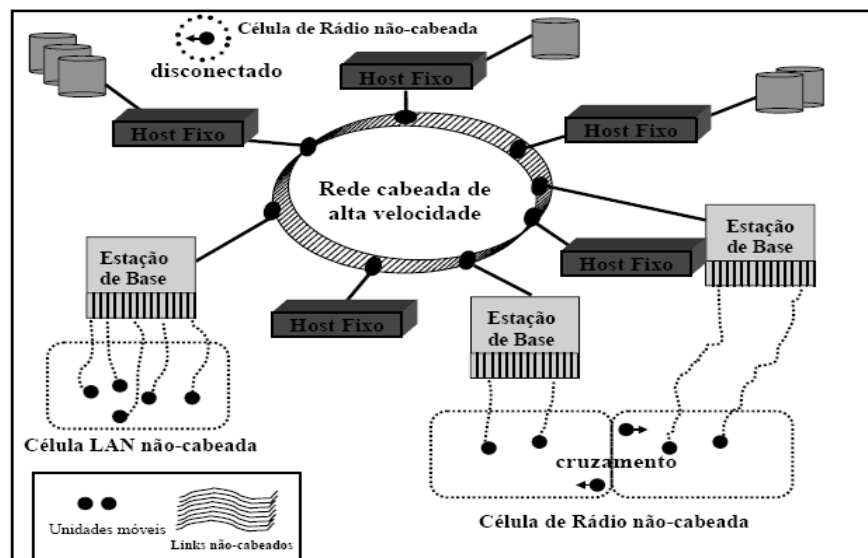 Célula de Rádio não-cabeada
disconectado
Host Fixo
Host Fixo
Host Fixo
Rede cabeada de
alta velocidade
Estação
de Base
Estação
de Base
Host Fixo
Host Fixo
Estação
de Base
Célula LAN não-cabeada
cruzamento
Unidades móveis
Links não-cabeados
Célula de Rádio não-cabeada